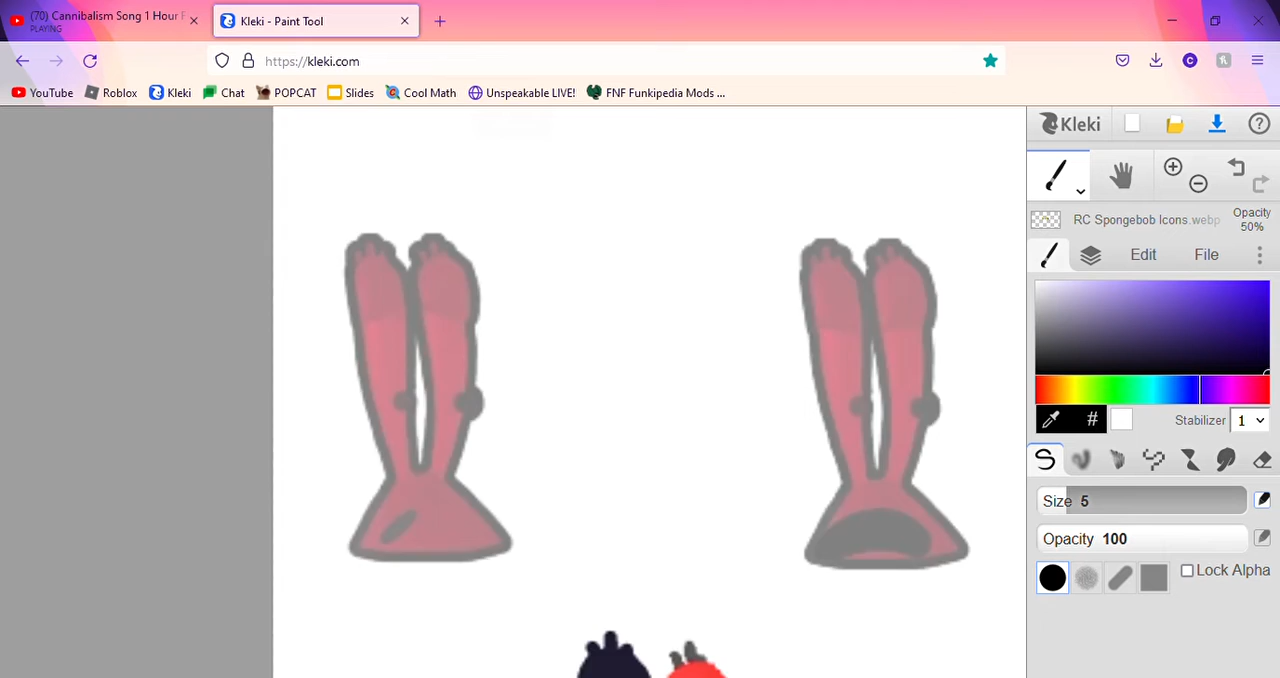 (70) Cannibalism Song 1 Hour
PLAYING
Kleki - Paint Tool
https://kleki.com
YouTube Roblox Kleki Chat POPCAT Slides Cool Math Unspeakable LIVE! FNF Funkipedia Mods ...
Kleki
RC Spongebob Icons.webp
Opacity
50%
Edit File
# Stabilizer 1
Size 5
Opacity 100
Lock Alpha